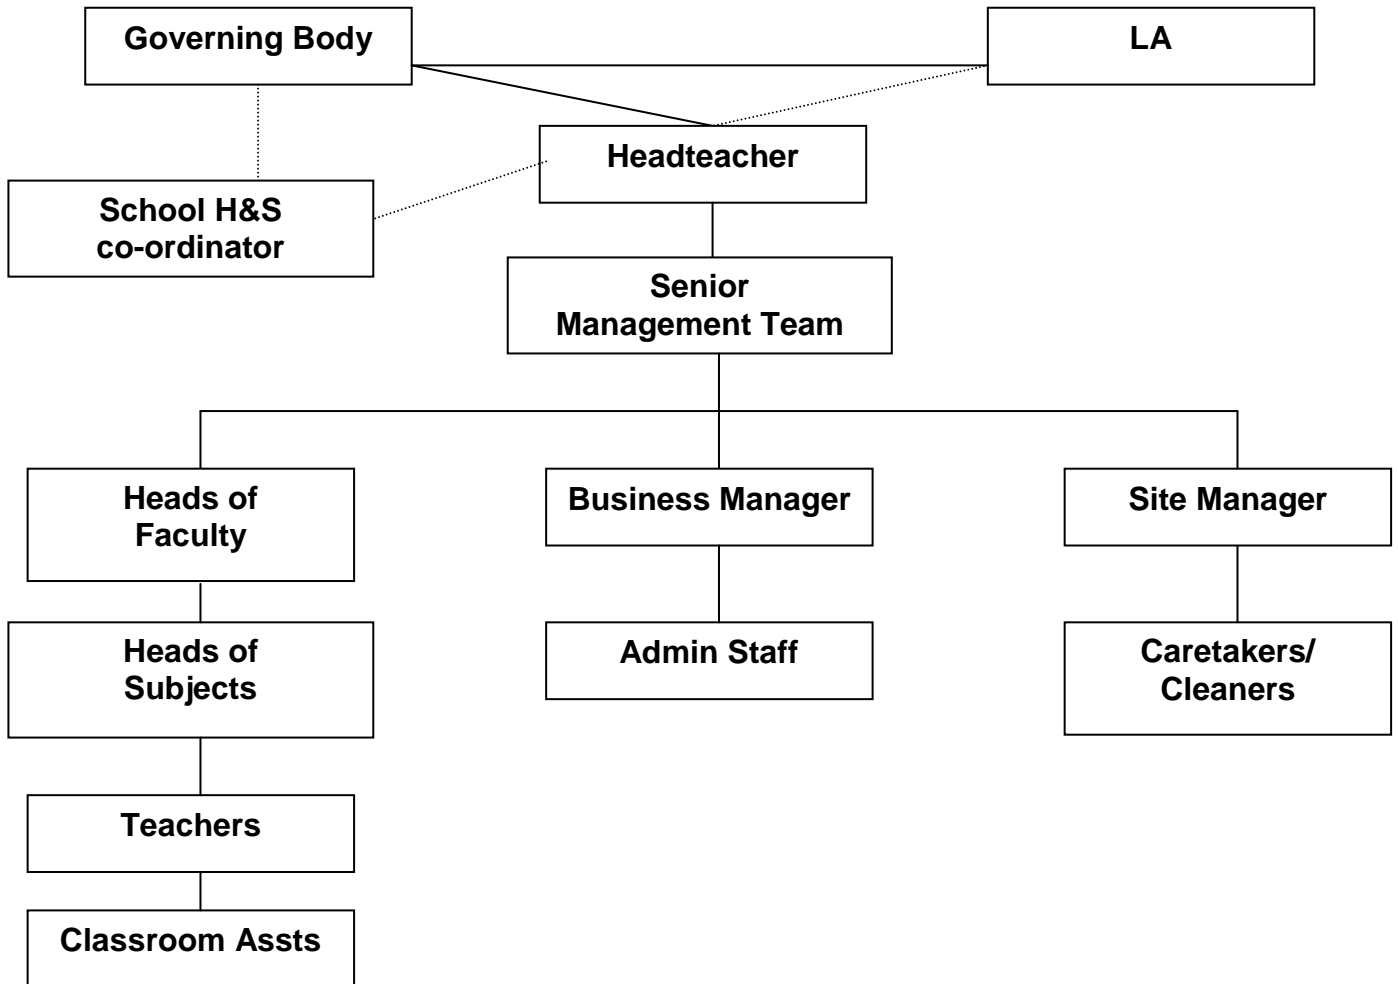 Governing Body
LA
Headteacher
School H&S
co-ordinator
Senior
Management Team
Heads of
Faculty
Business Manager
Site Manager
Heads of
Subjects
Admin Staff
Caretakers/
Cleaners
Teachers
Classroom Assts